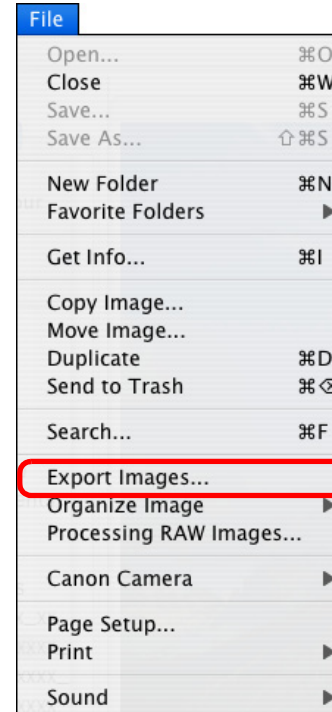 File
Open... ⌘O
Close ⌘W
Save... ⌘S
Save As... ⇧⌘S
New Folder ⌘N
Favorite Folders
Get Info... ⌘I
Copy Image...
Move Image...
Duplicate ⌘D
Send to Trash ⌘⌫
Search... ⌘F
Export Images...
Organize Image
Processing RAW Images...
Canon Camera
Page Setup...
Print
Sound